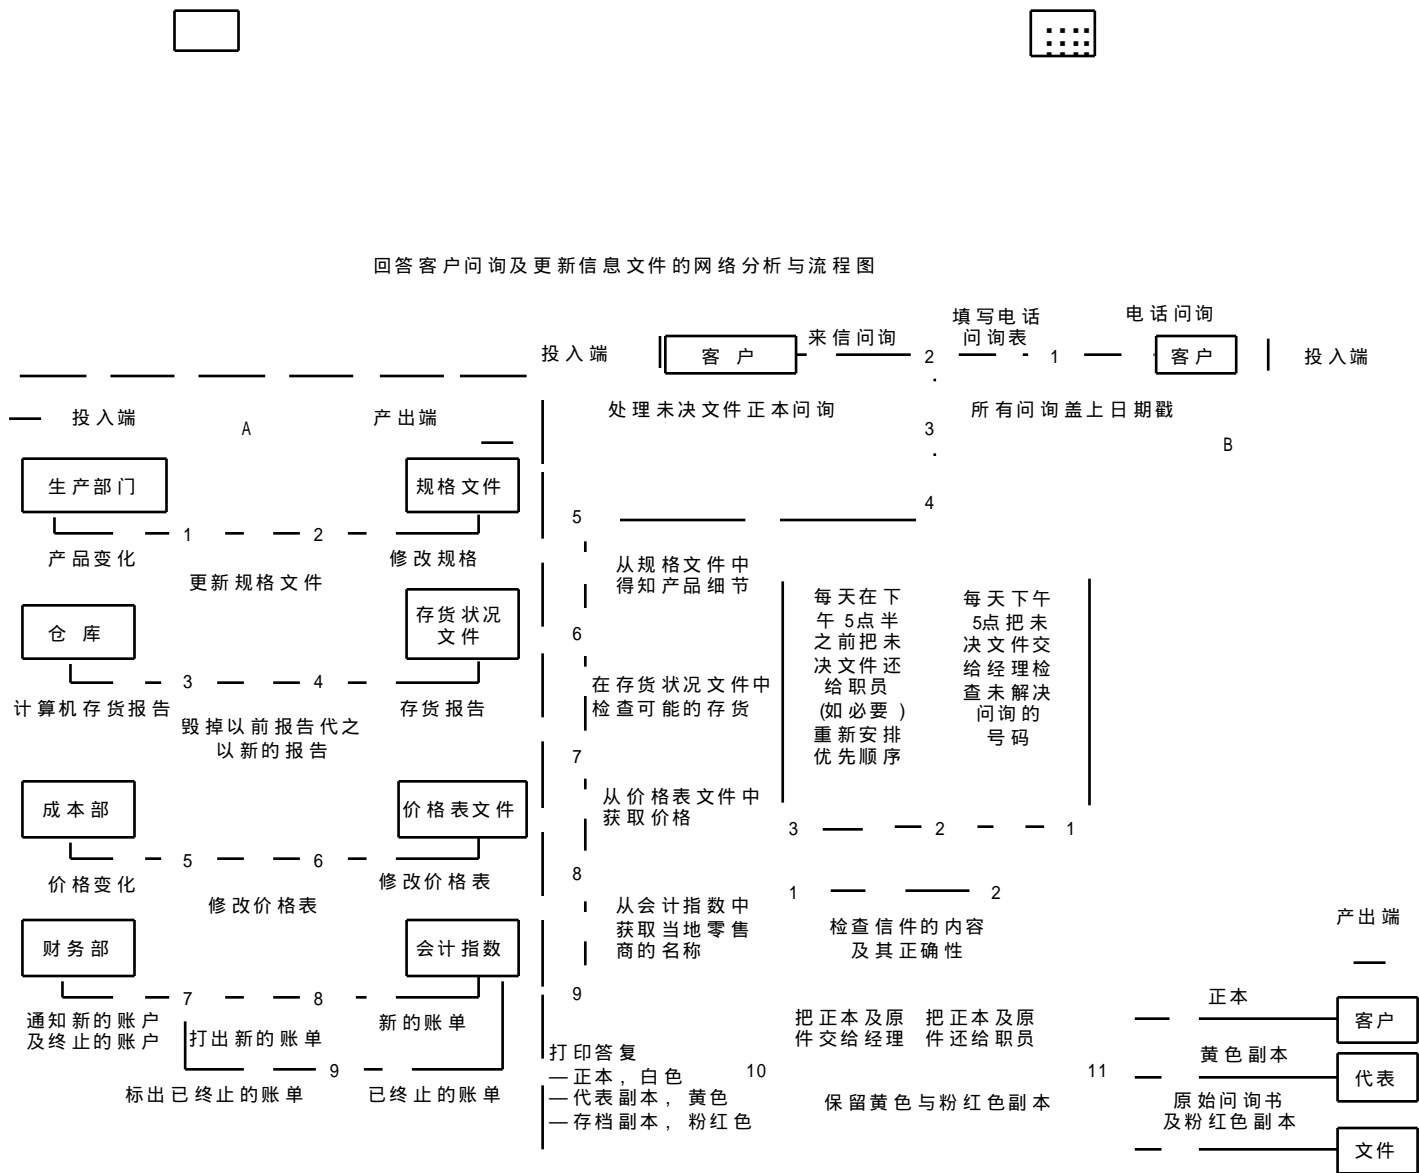 回答客户问询及更新信息文件的网络分析与流程图
投入端
客户
来信问询
2
填写电话
问询表
1
电话问询
客户
投入端
处理未决文件正本问询
所有问询盖上日期戳
3
B
4
投入端
A
产出端
生产部门
规格文件
1
2
产品变化
修改规格
更新规格文件
仓库
存货状况
文件
3
4
计算机存货报告
存货报告
毁掉以前报告代之
以新的报告
成本部
价格表文件
5
6
价格变化
修改价格表
修改价格表
财务部
会计指数
7
8
通知新的账户
及终止的账户
打出新的账单
新的账单
9
标出已终止的账单
已终止的账单
5
从规格文件中
得知产品细节
6
在存货状况文件中
检查可能的存货
7
从价格表文件中
获取价格
8
从会计指数中
获取当地零售
商的名称
9
每天在下
午5点半
之前把未
决文件还
给职员
(如必要)
重新安排
优先顺序
每天下午
5点把未
决文件交
给经理检
查未解决
问询的
号码
3
2
1
1
2
检查信件的内容
及其正确性
打印答复
—正本，白色
—代表副本，黄色
—存档副本，粉红色
10
把正本及原
件交给经理
把正本及原
件还给职员
11
保留黄色与粉红色副本
产出端
正本
客户
黄色副本
代表
原始问询书
及粉红色副本
文件